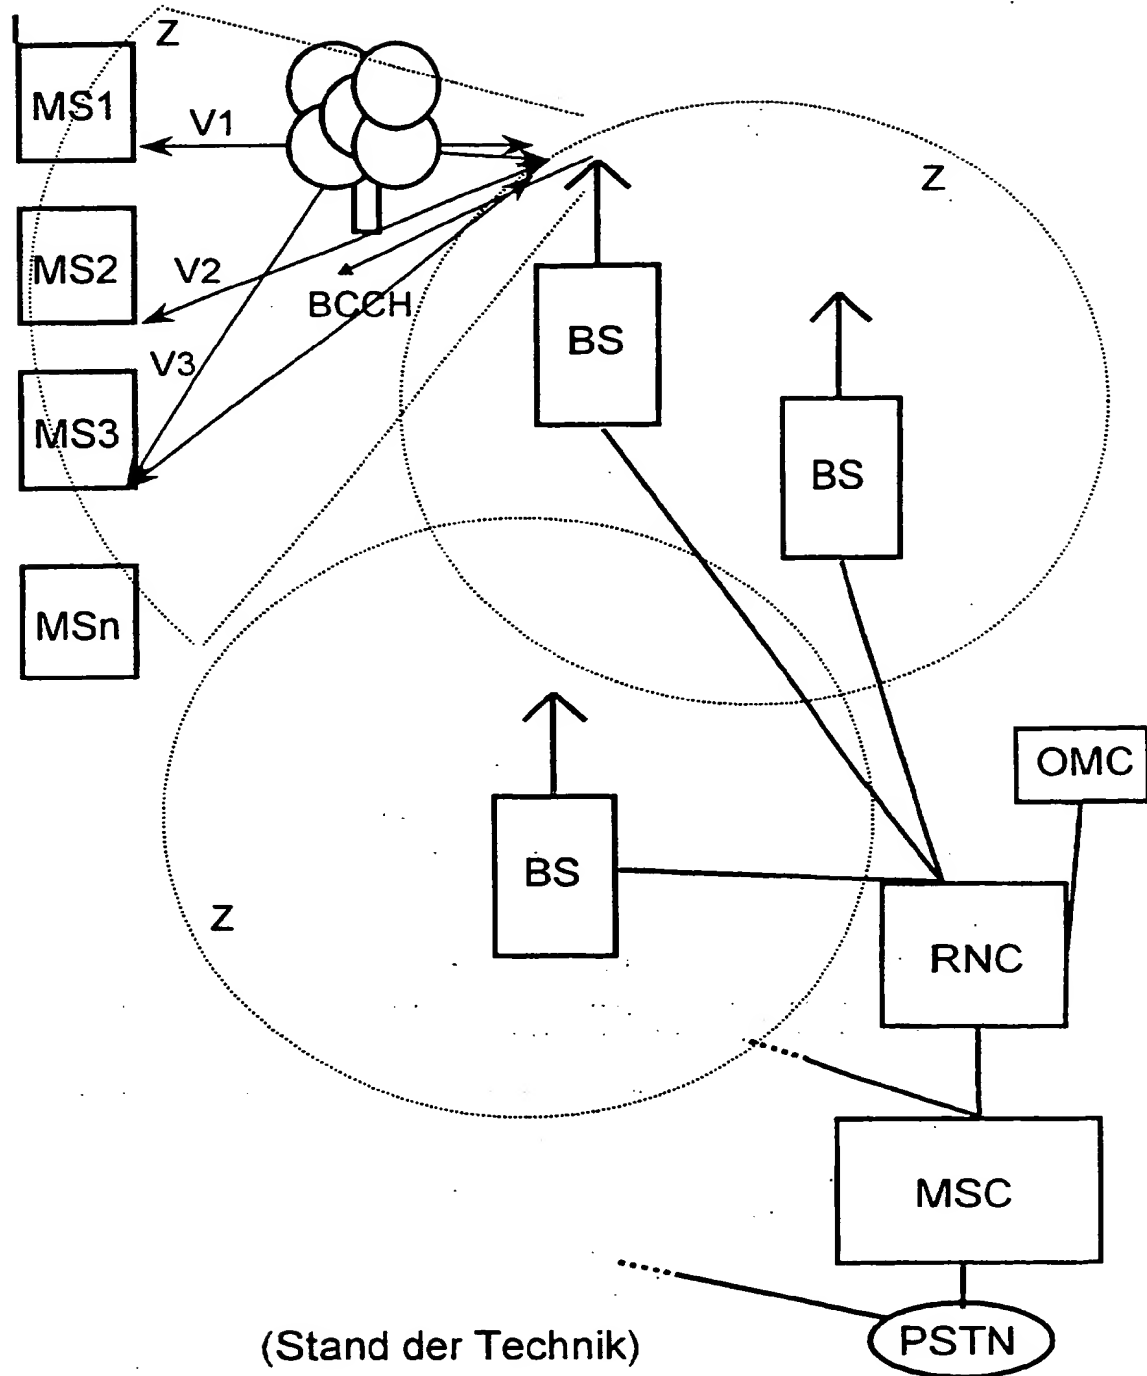 Z
MS1
V1
Z
MS2
V2
BCCH
BS
V3
MS3
BS
MSn
OMC
BS
Z
RNC
MSC
PSTN
(Stand der Technik)